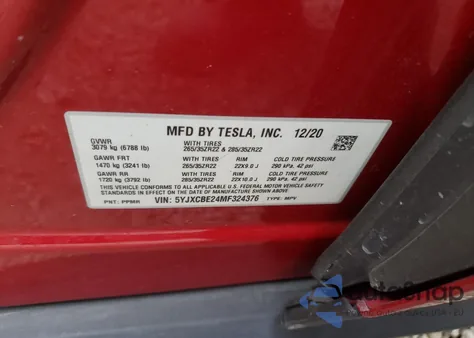 MFD BY TESLA, INC. 12/20
GVWR
3079 kg (6788 lb)
WITH TIRES
265/35ZR22 & 285/35ZR22
GAWR FRT
1470 kg (3241 lb)
WITH TIRES
265/35ZR22
RIM
22X9.0 J
COLD TIRE PRESSURE
290 kPa, 42 psi
GAWR RR
1720 kg (3792 lb)
WITH TIRES
285/35ZR22
RIM
22X10.0 J
COLD TIRE PRESSURE
290 kPa, 42 psi
THIS VEHICLE CONFORMS TO ALL APPLICABLE U.S. FEDERAL MOTOR VEHICLE SAFETY
STANDARDS IN EFFECT ON DATE OF MANUFACTURE SHOWN ABOVE.
PNT: PPMR VIN: 5YJXCBE24MF324376 TYPE: MPV